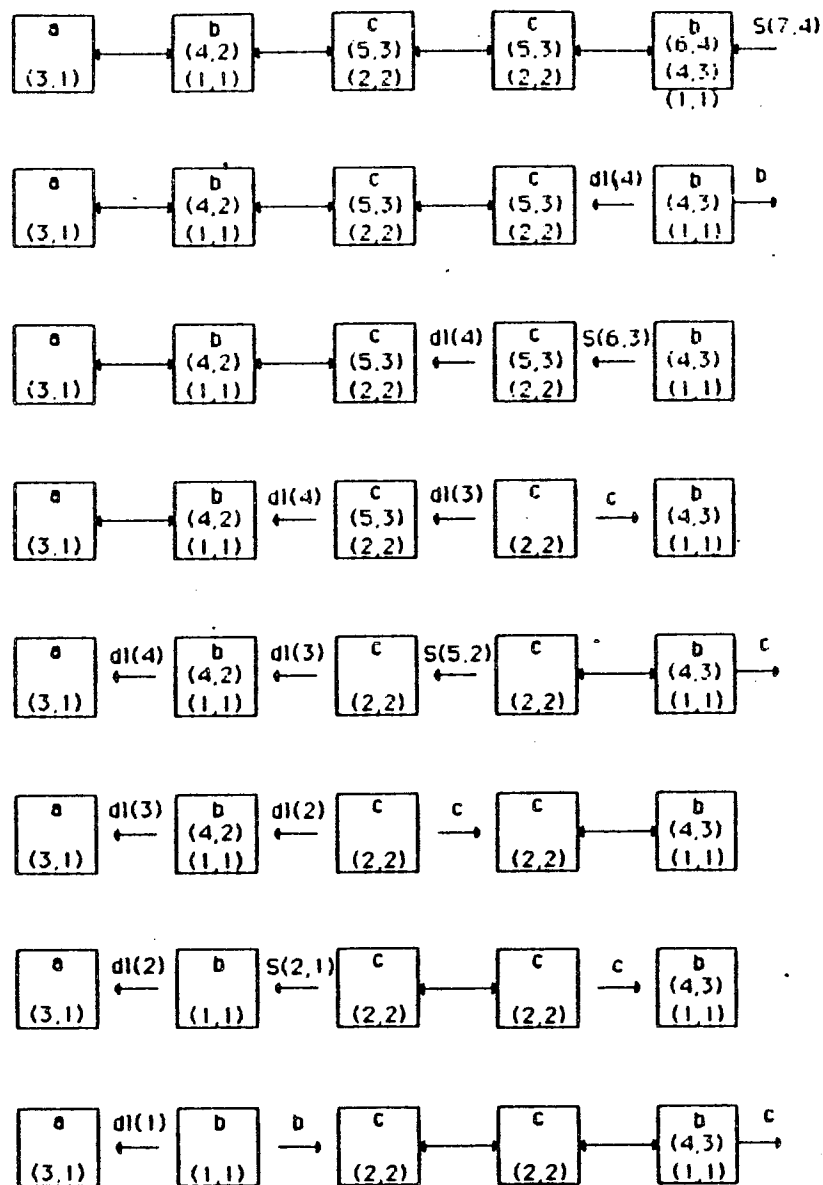 a b c c b S(7,4)
(4,2) (5,3) (5,3) (6,4)
(3,1) (1,1) (2,2) (2,2) (4,3)
(1,1)
a b c c dl(4) b b
(4,2) (5,3) (5,3) (4,3)
(3,1) (1,1) (2,2) (2,2) (1,1)
a b c dl(4) c S(6,3) b
(4,2) (5,3) (5,3) (4,3)
(3,1) (1,1) (2,2) (2,2) (1,1)
a b dl(4) c dl(3) c c b
(4,2) (5,3) (4,3)
(3,1) (1,1) (2,2) (2,2) (1,1)
a dl(4) b dl(3) c S(5,2) c b c
(4,2) (4,3)
(3,1) (1,1) (2,2) (2,2) (1,1)
a dl(3) b dl(2) c c c b
(4,2) (4,3)
(3,1) (1,1) (2,2) (2,2) (1,1)
a dl(2) b S(2,1) c c c b
(4,3)
(3,1) (1,1) (2,2) (2,2) (1,1)
a dl(1) b b c c b c
(4,3)
(3,1) (1,1) (2,2) (2,2) (1,1)